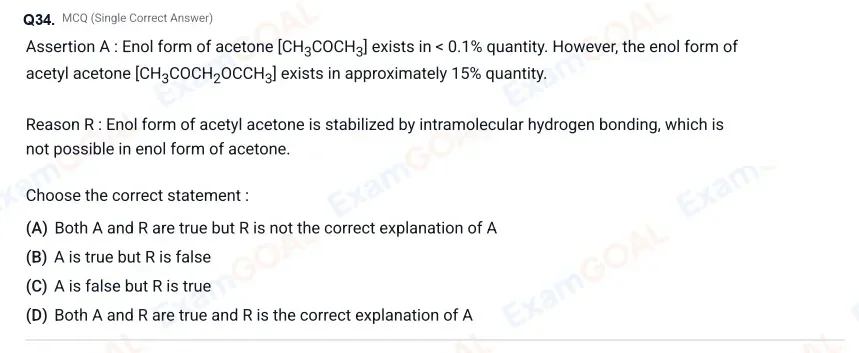 Q34. MCQ (Single Correct Answer)
Assertion A : Enol form of acetone [CH₃COCH₃] exists in < 0.1% quantity. However, the enol form of
acetyl acetone [CH₃COCH₂OCCH₃] exists in approximately 15% quantity.
Reason R : Enol form of acetyl acetone is stabilized by intramolecular hydrogen bonding, which is
not possible in enol form of acetone.
Choose the correct statement :
(A) Both A and R are true but R is not the correct explanation of A
(B) A is true but R is false
(C) A is false but R is true
(D) Both A and R are true and R is the correct explanation of A
ExamGOAL